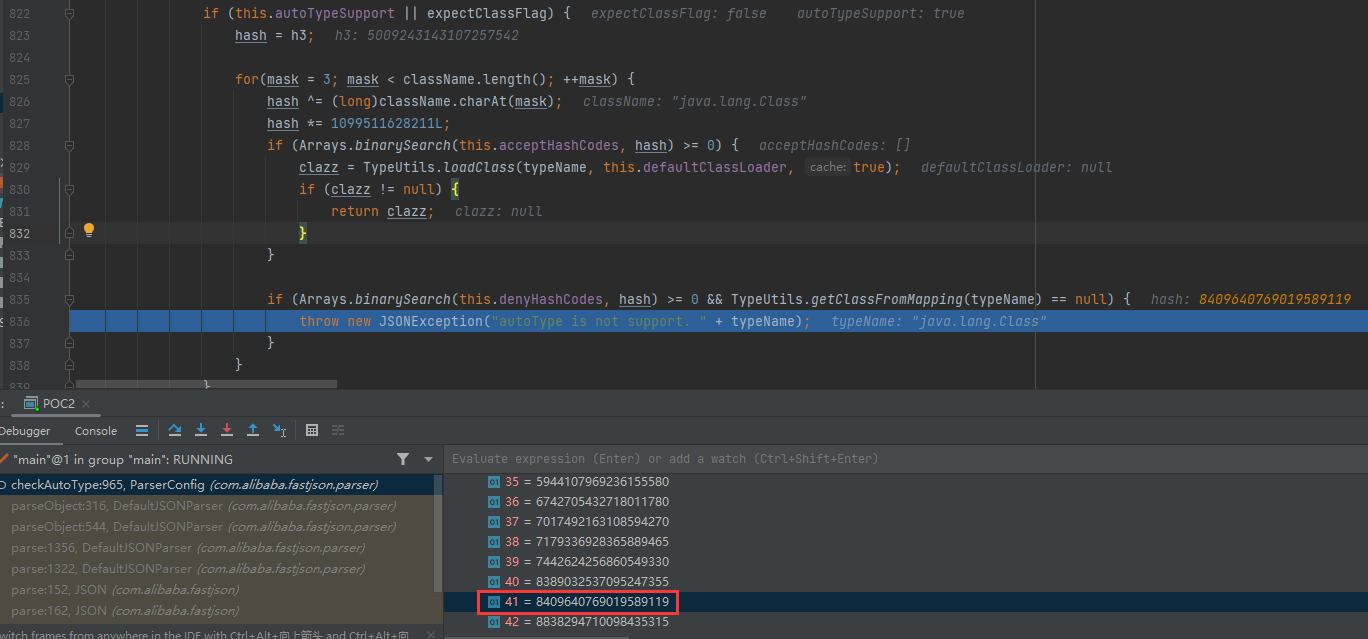 822 if (this.autoTypeSupport || expectClassFlag) { expectClassFlag: false autoTypeSupport: true
823 hash = h3; h3: 5009243143107257542
824
825 for(mask = 3; mask < className.length(); ++mask) {
826 hash ^= (long)className.charAt(mask); className: "java.lang.Class"
827 hash *= 1099511628211L;
828 if (Arrays.binarySearch(this.acceptHashCodes, hash) >= 0) { acceptHashCodes: []
829 clazz = TypeUtils.loadClass(typeName, this.defaultClassLoader, cache: true); defaultClassLoader: null
830 if (clazz != null) {
831 return clazz; clazz: null
832 }
833 }
834
835 if (Arrays.binarySearch(this.denyHashCodes, hash) >= 0 && TypeUtils.getClassFromMapping(typeName) == null) { hash: 8409640769019589119
836 throw new JSONException("autoType is not support. " + typeName); typeName: "java.lang.Class"
837 }
838 }
839 }
: POC2 ×
Debugger Console
"main"@1 in group "main": RUNNING
Evaluate expression (Enter) or add a watch (Ctrl+Shift+Enter)
checkAutoType:965, ParserConfig (com.alibaba.fastjson.parser)
parseObject:316, DefaultJSONParser (com.alibaba.fastjson.parser)
parseObject:544, DefaultJSONParser (com.alibaba.fastjson.parser)
parse:1356, DefaultJSONParser (com.alibaba.fastjson.parser)
parse:1322, DefaultJSONParser (com.alibaba.fastjson.parser)
parse:152, JSON (com.alibaba.fastjson)
parse:162, JSON (com.alibaba.fastjson)
witch frames from anywhere in the IDE with Ctrl+Alt+向上箭头 and Ctrl+Alt+向
35 = 5944107969236155580
36 = 6742705432718011780
37 = 7017492163108594270
38 = 7179336928365889465
39 = 7442624256860549330
40 = 8389032537095247355
41 = 8409640769019589119
42 = 8838294710098435315